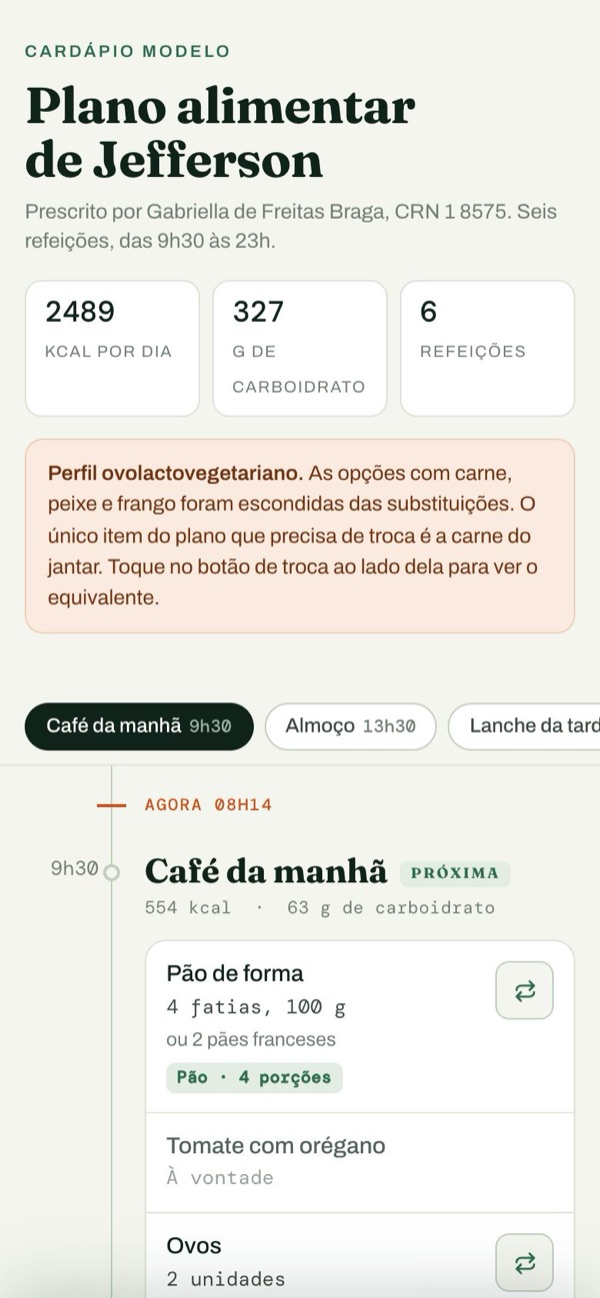 CARDÁPIO MODELO
Plano alimentar
de Jefferson
Prescrito por Gabriella de Freitas Braga, CRN 1 8575. Seis
refeições, das 9h30 às 23h.
2489
KCAL POR DIA
327
G DE
CARBOIDRATO
6
REFEIÇÕES
Perfil ovolactovegetariano. As opções com carne,
peixe e frango foram escondidas das substituições. O
único item do plano que precisa de troca é a carne do
jantar. Toque no botão de troca ao lado dela para ver o
equivalente.
Café da manhã 9h30
Almoço 13h30
Lanche da tard
AGORA 08H14
9h30
Café da manhã PRÓXIMA
554 kcal · 63 g de carboidrato
Pão de forma
4 fatias, 100 g
ou 2 pães franceses
Pão · 4 porções
Tomate com orégano
À vontade
Ovos
2 unidades